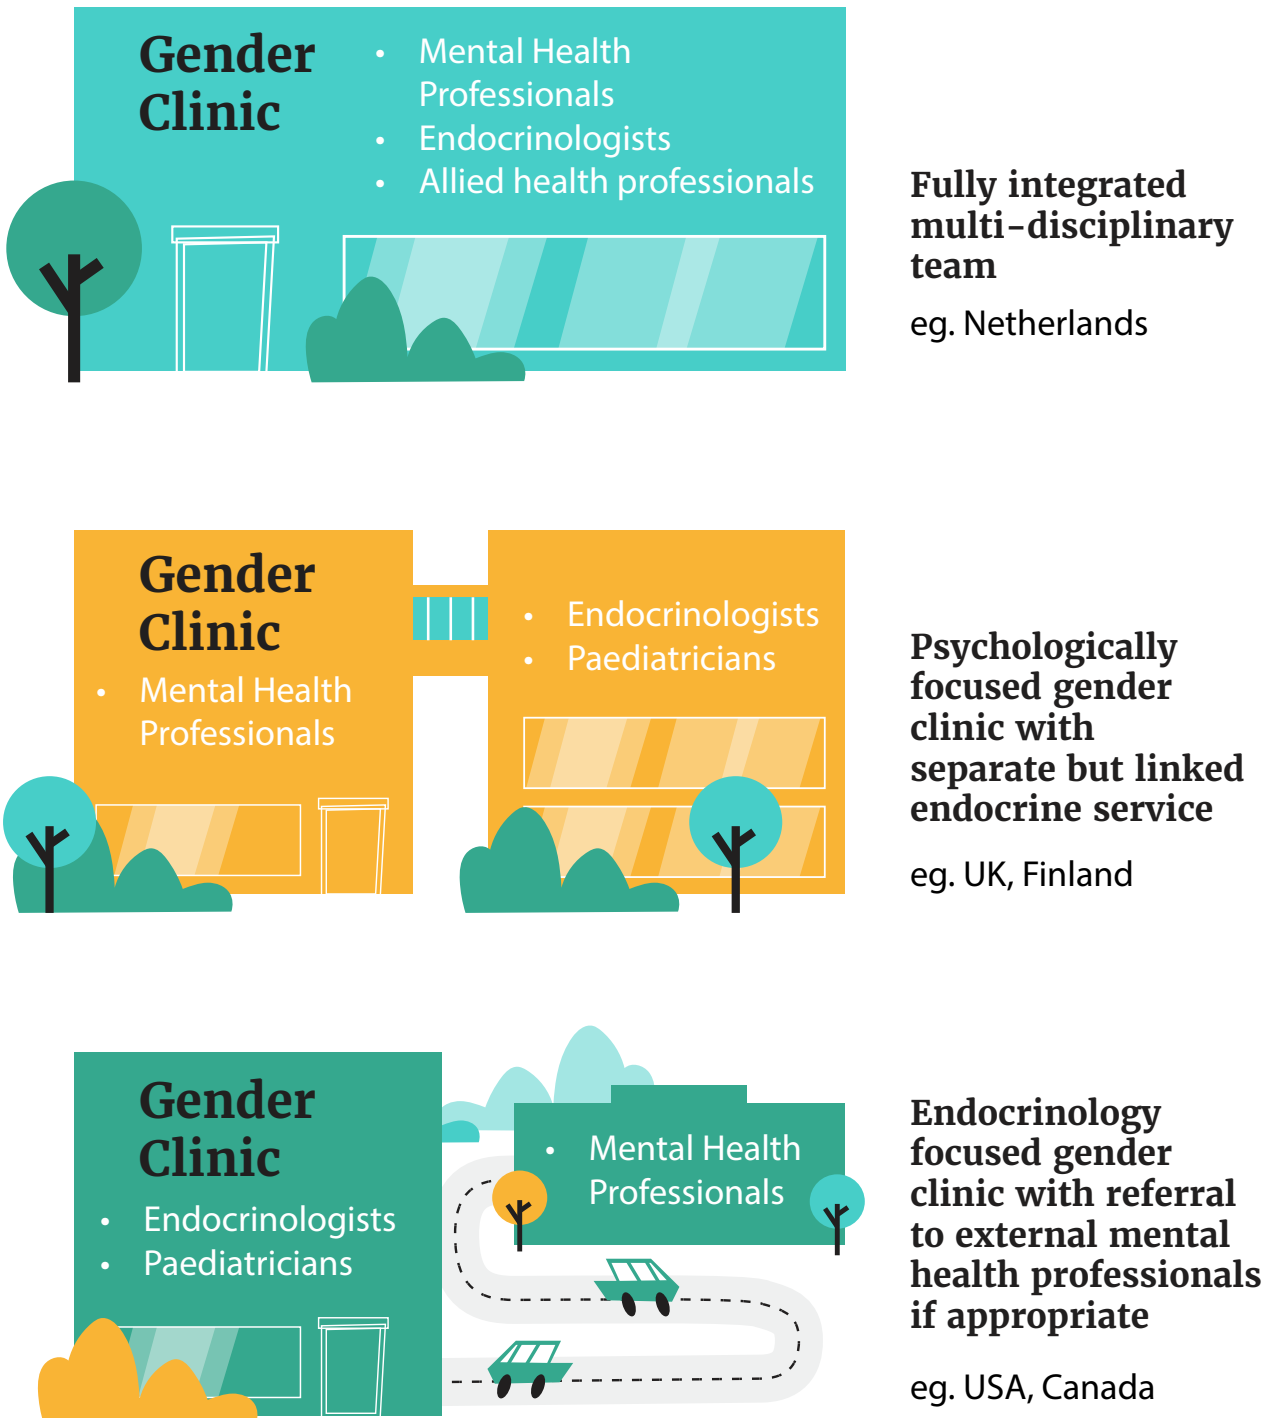 Gender
Clinic
• Mental Health
Professionals
• Endocrinologists
• Allied health professionals
Fully integrated
multi-disciplinary
team
eg. Netherlands
Gender
Clinic
• Mental Health
Professionals
• Endocrinologists
• Paediatricians
Psychologically
focused gender
clinic with
separate but linked
endocrine service
eg. UK, Finland
Gender
Clinic
• Endocrinologists
• Paediatricians
• Mental Health
Professionals
Endocrinology
focused gender
clinic with referral
to external mental
health professionals
if appropriate
eg. USA, Canada